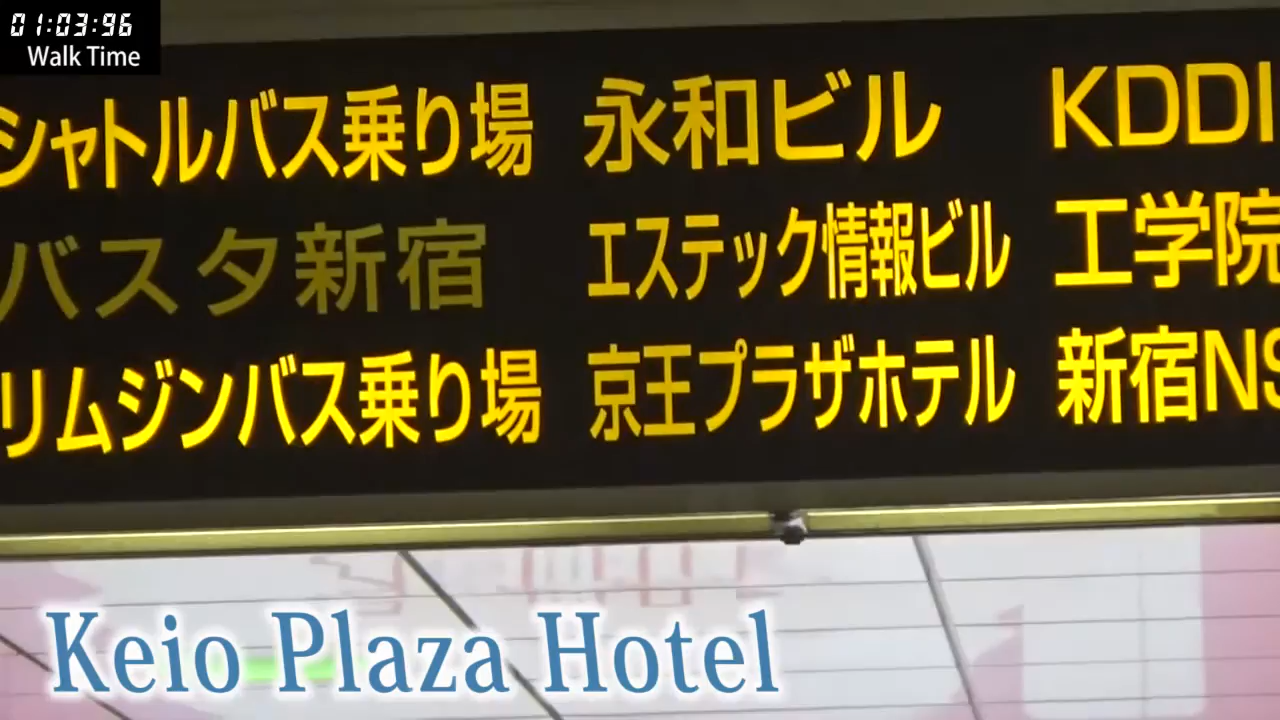 01:03:96
Walk Time
シャトルバス乗り場 永和ビル KDDI
バスタ新宿 エステック情報ビル 工学院
リムジンバス乗り場 京王プラザホテル 新宿NS
Keio Plaza Hotel